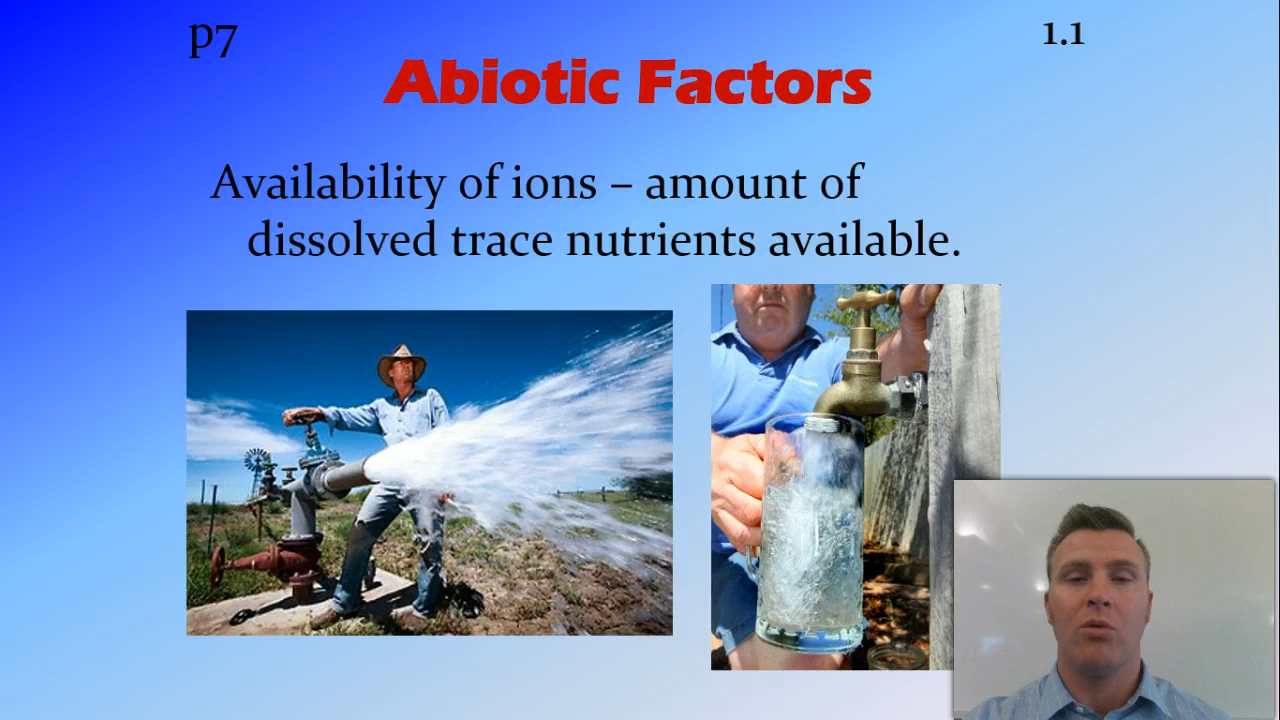 p7
1.1
Abiotic Factors
Availability of ions – amount of
dissolved trace nutrients available.